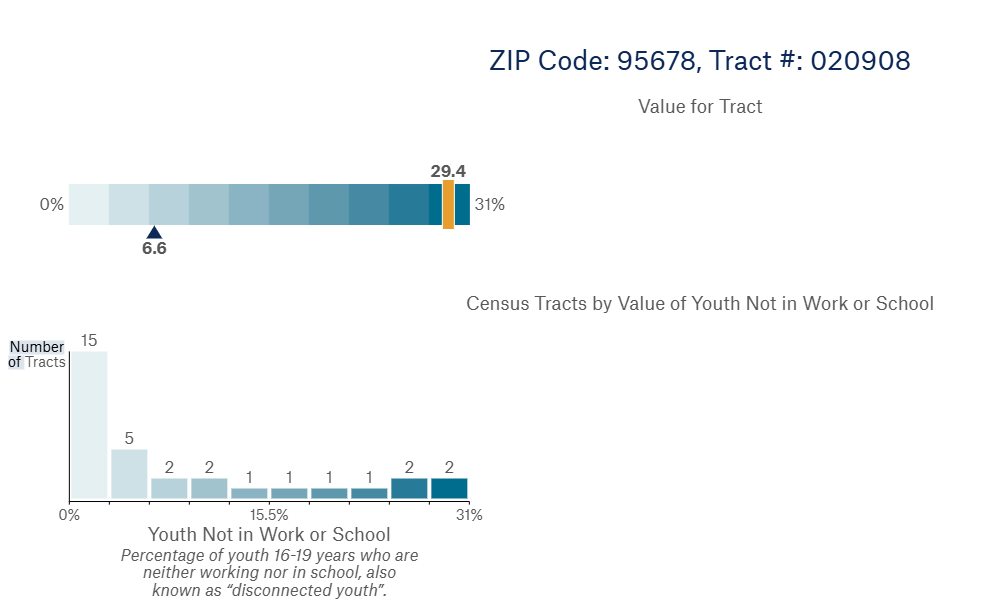 ZIP Code: 95678, Tract #: 020908
Value for Tract
29.4
0%
31%
6.6
Census Tracts by Value of Youth Not in Work or School
Number
of Tracts
15
5
2
2
1
1
1
1
2
2
0%
15.5%
31%
Youth Not in Work or School
Percentage of youth 16-19 years who are
neither working nor in school, also
known as “disconnected youth”.